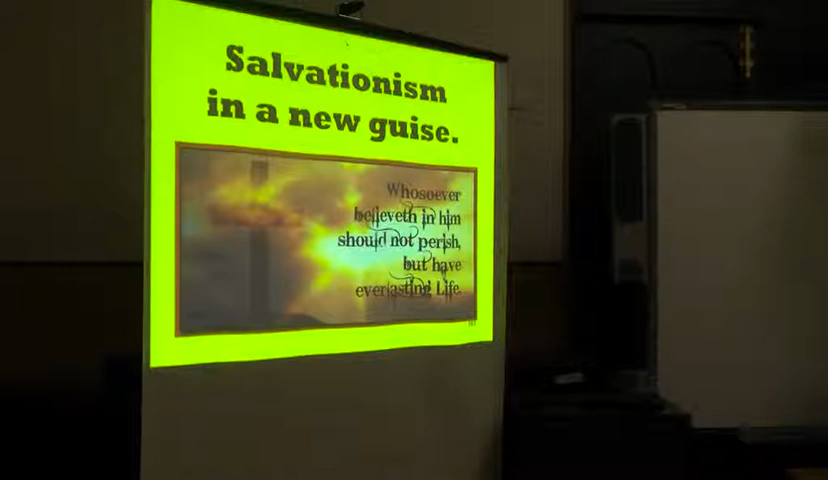 Salvationism
in a new guise.
Whosoever
believeth in him
should not perish,
but have
everlasting Life.